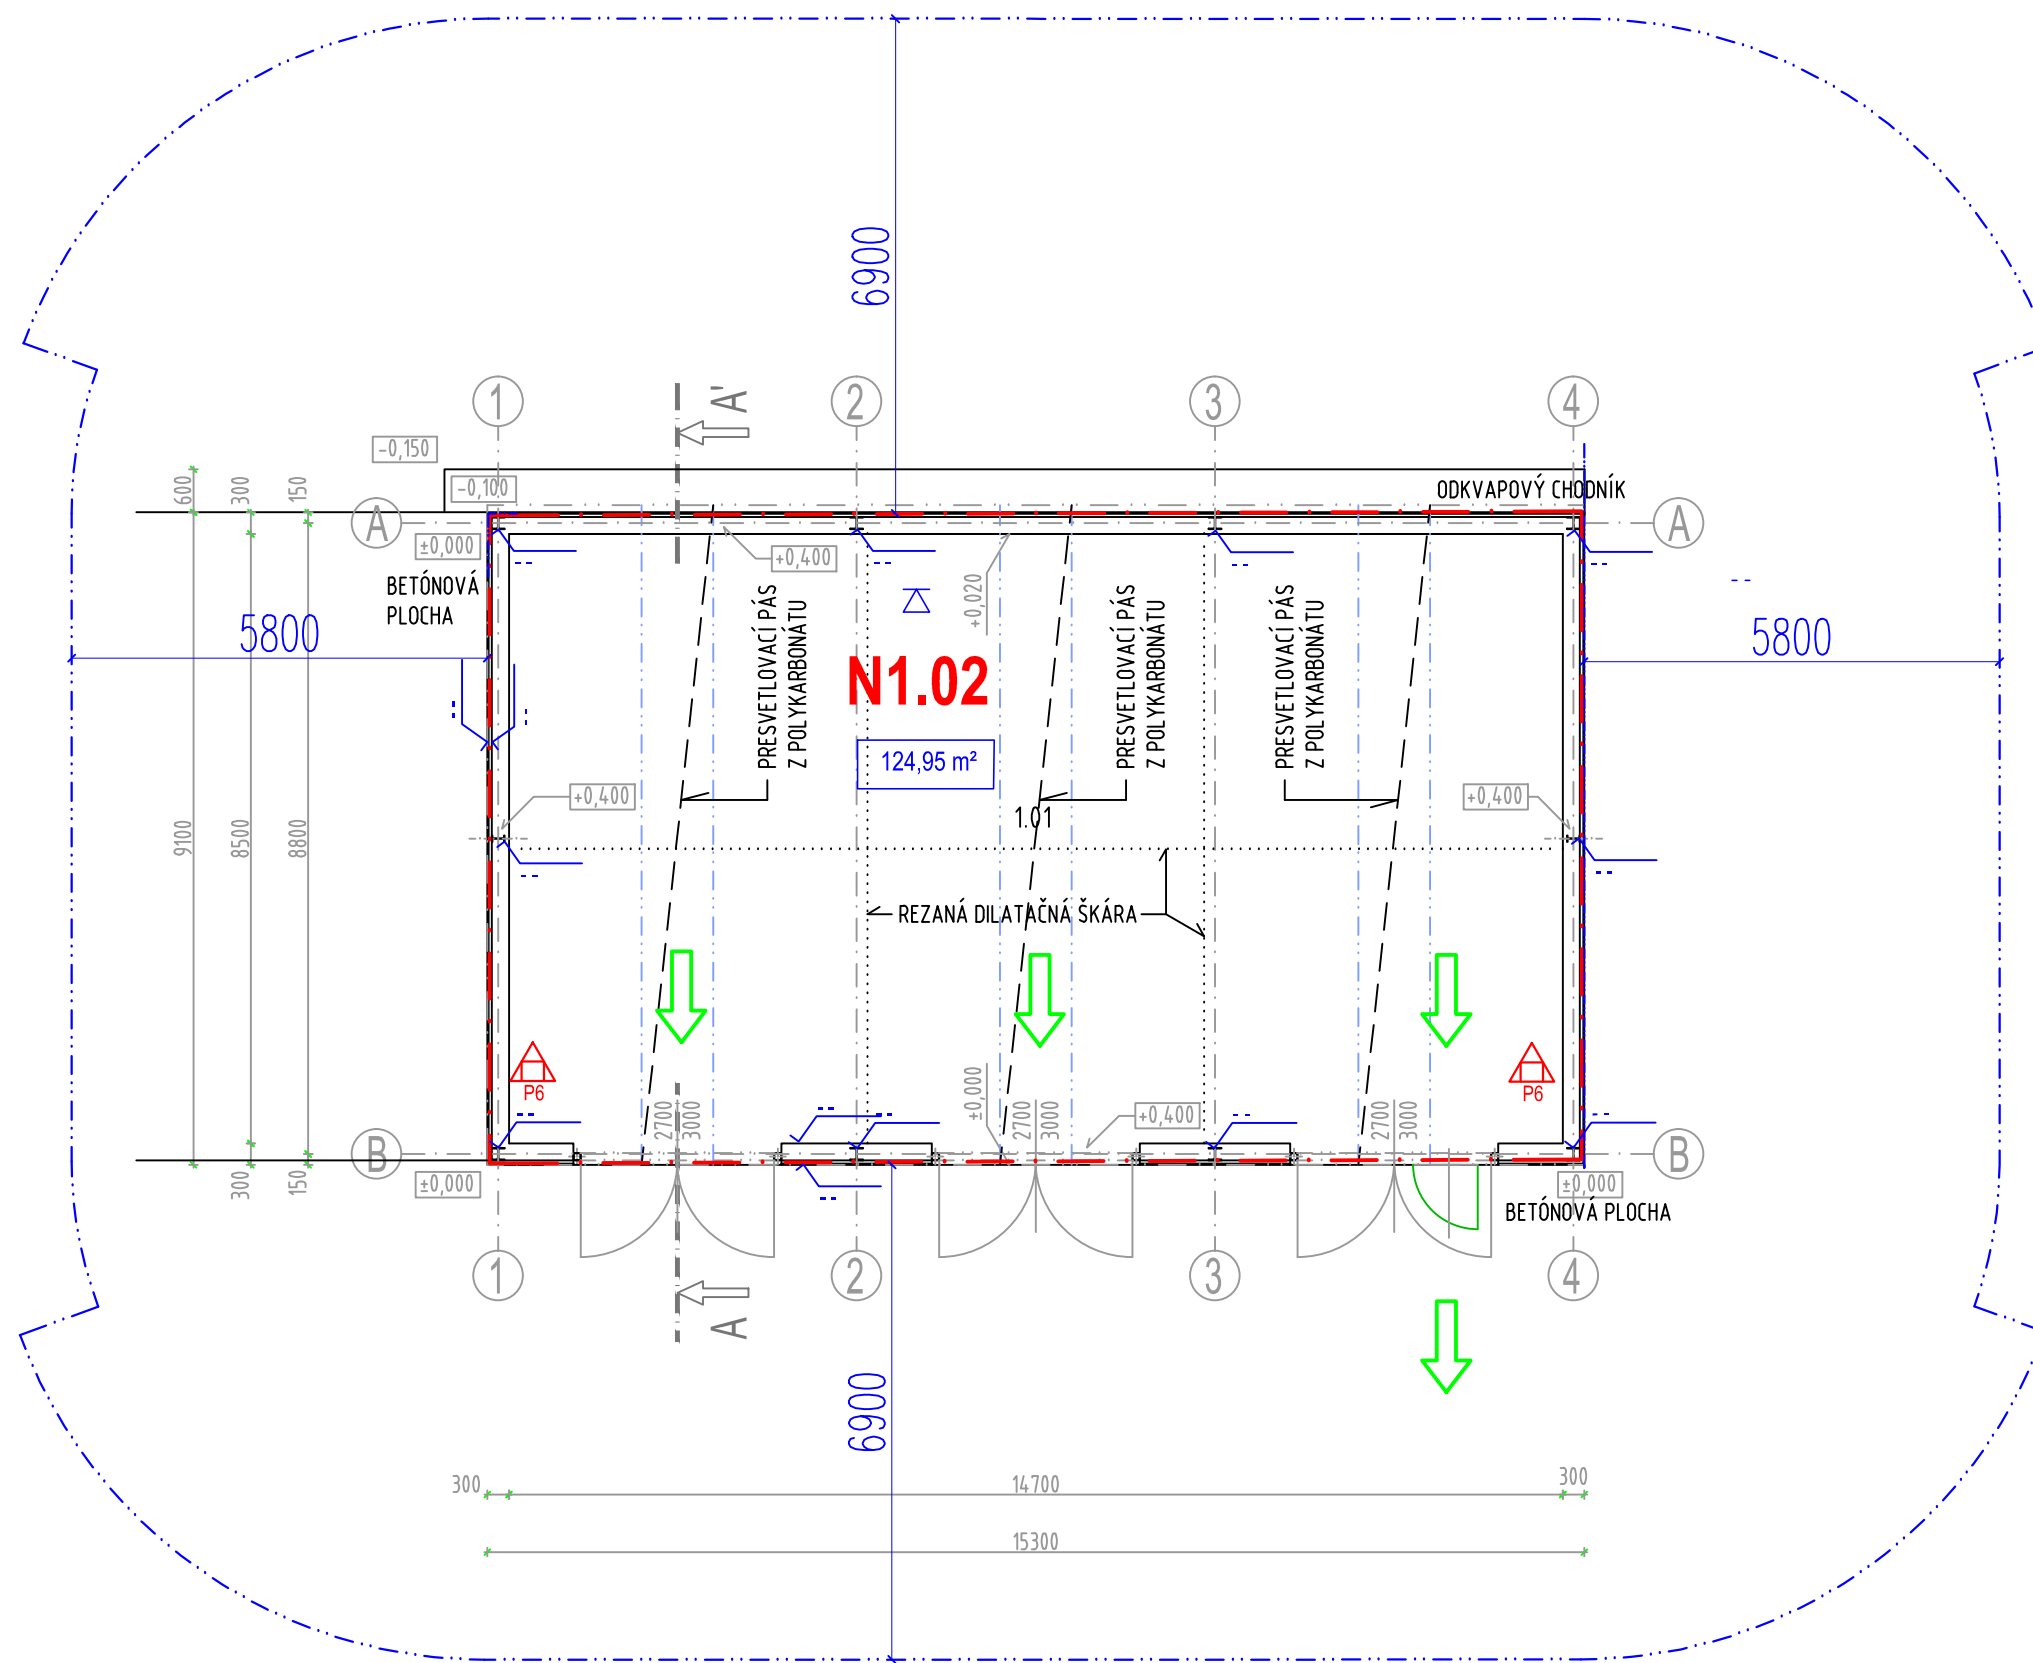 6900
1
A'
2
3
4
-0,150
-0,100
ODKVAPOVÝ CHODNÍK
600
300
150
A
A
±0,000
+0,400
+0,020
BETÓNOVÁ
PLOCHA
5800
5800
PRESVETLOVACÍ PÁS
Z POLYKARBONÁTU
PRESVETLOVACÍ PÁS
Z POLYKARBONÁTU
PRESVETLOVACÍ PÁS
Z POLYKARBONÁTU
N1.02
124,95 m²
+0,400
+0,400
1.01
9100
8500
8800
REZANÁ DILATAČNÁ ŠKÁRA
P6
P6
2700
3000
±0,000
2700
3000
+0,400
2700
3000
B
B
300
150
±0,000
±0,000
BETÓNOVÁ PLOCHA
1
2
3
4
A
6900
300
14700
300
15300